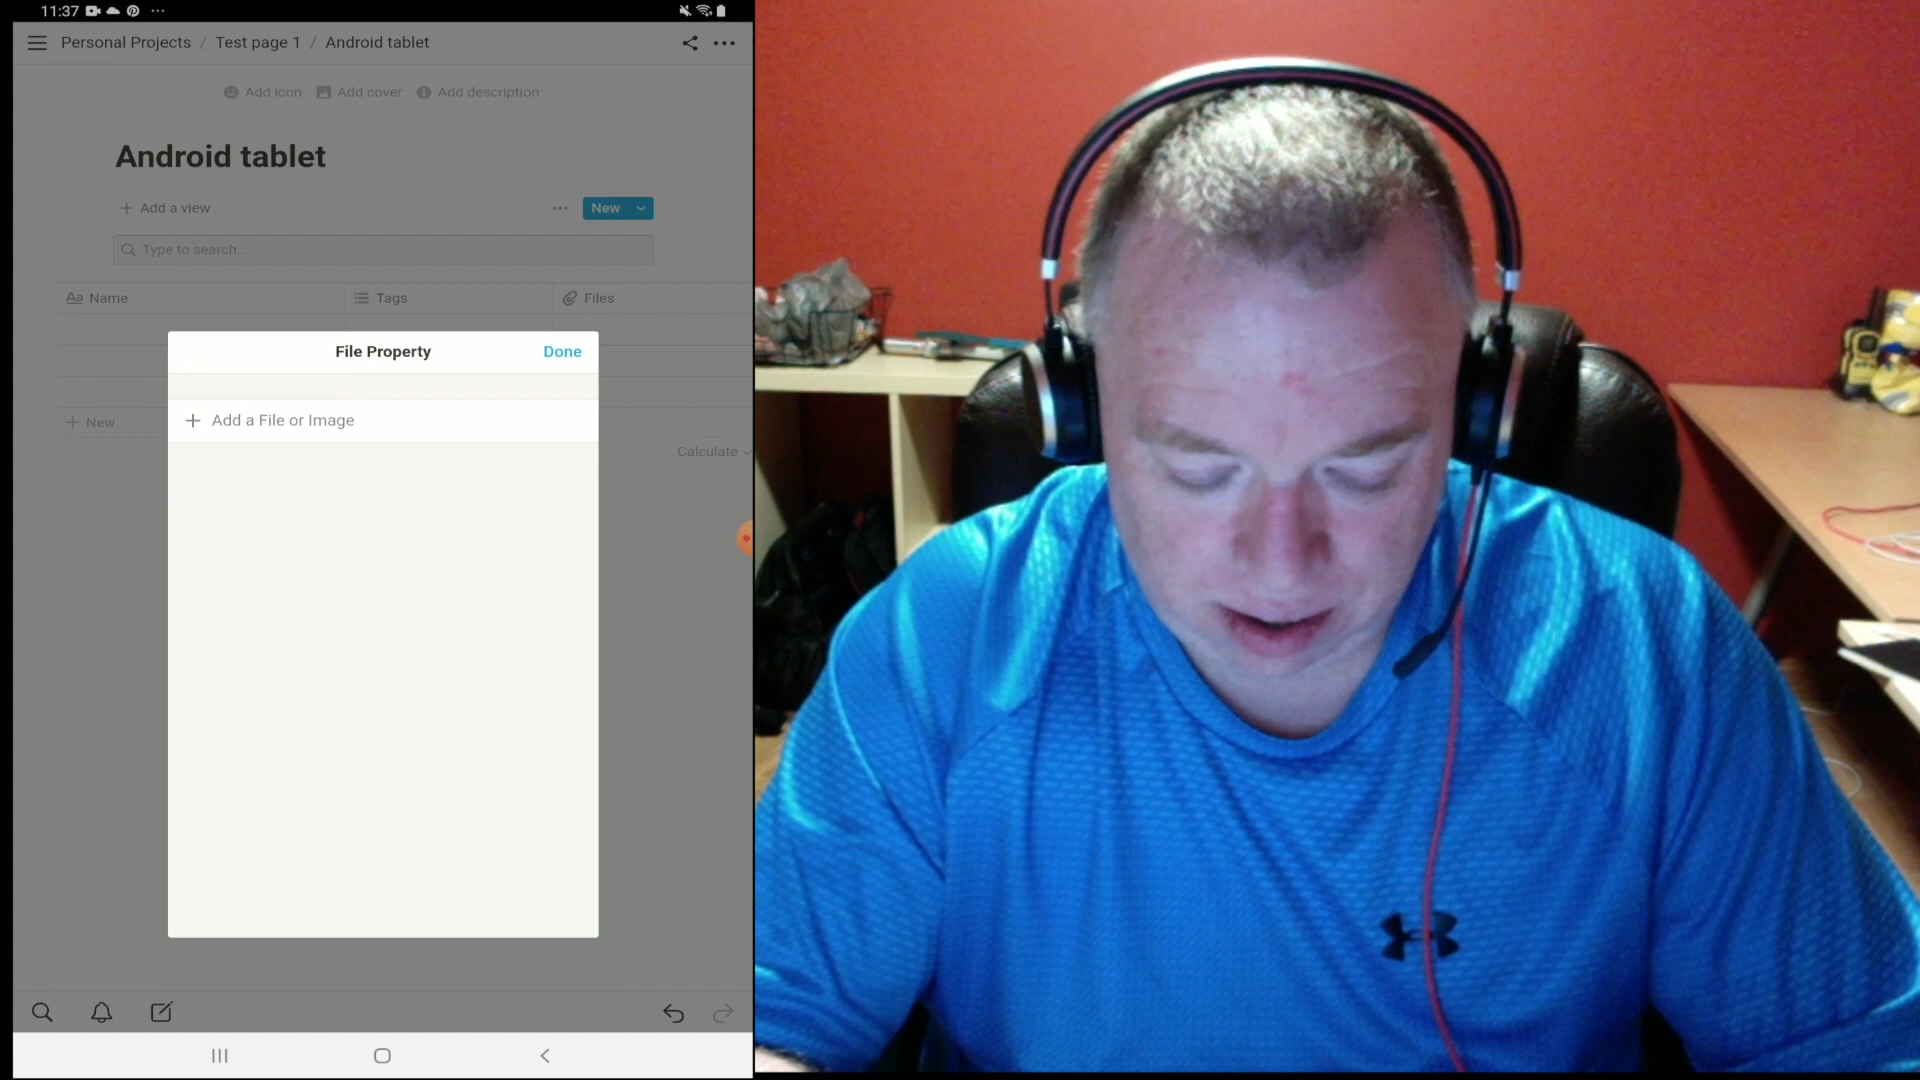 11:37
Personal Projects / Test page 1 / Android tablet
Add icon Add cover Add description
Android tablet
+ Add a view ... New
Type to search...
Aa Name Tags Files
File Property Done
+ Add a File or Image
+ New
Calculate